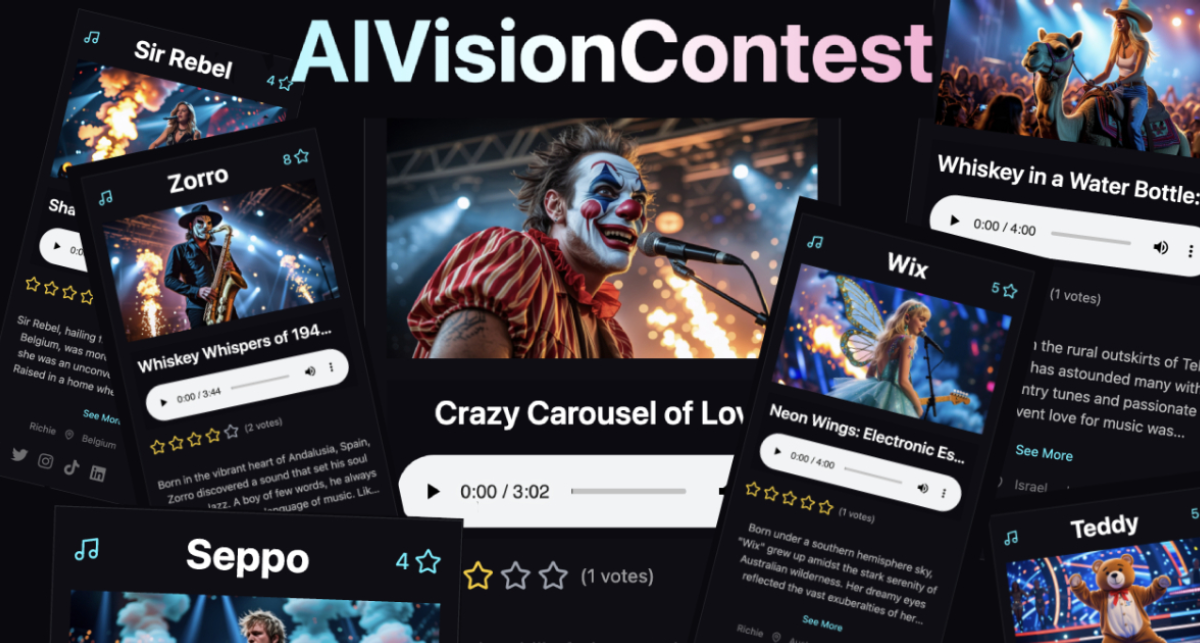 AIVisionContest
Sir Rebel
4
Sha
0:0
Sir Rebel, hailing f
Belgium, was mor
she was an unconv
Raised in a home whe
See Mor
Richie
Belgium
Zorro
8
Whiskey Whispers of 194...
0:00 / 3:44
(2 votes)
Born in the vibrant heart of Andalusia, Spain,
Zorro discovered a sound that set his soul
jazz. A boy of few words, he always
language of music. Lik...
Seppo
4
Crazy Carousel of Lov
0:00 / 3:02
(1 votes)
Wix
5
Neon Wings: Electronic Es...
0:00 / 4:00
(1 votes)
Born under a southern hemisphere sky,
"Wix" grew up amidst the stark serenity of
Australian wilderness. Her dreamy eyes
reflected the vast exuberalties of her...
See More
Richie
Whiskey in a Water Bottle:
0:00 / 4:00
(1 votes)
the rural outskirts of Tel
has astounded many with
ntry tunes and passionate
vent love for music was...
See More
Israel
Teddy
5